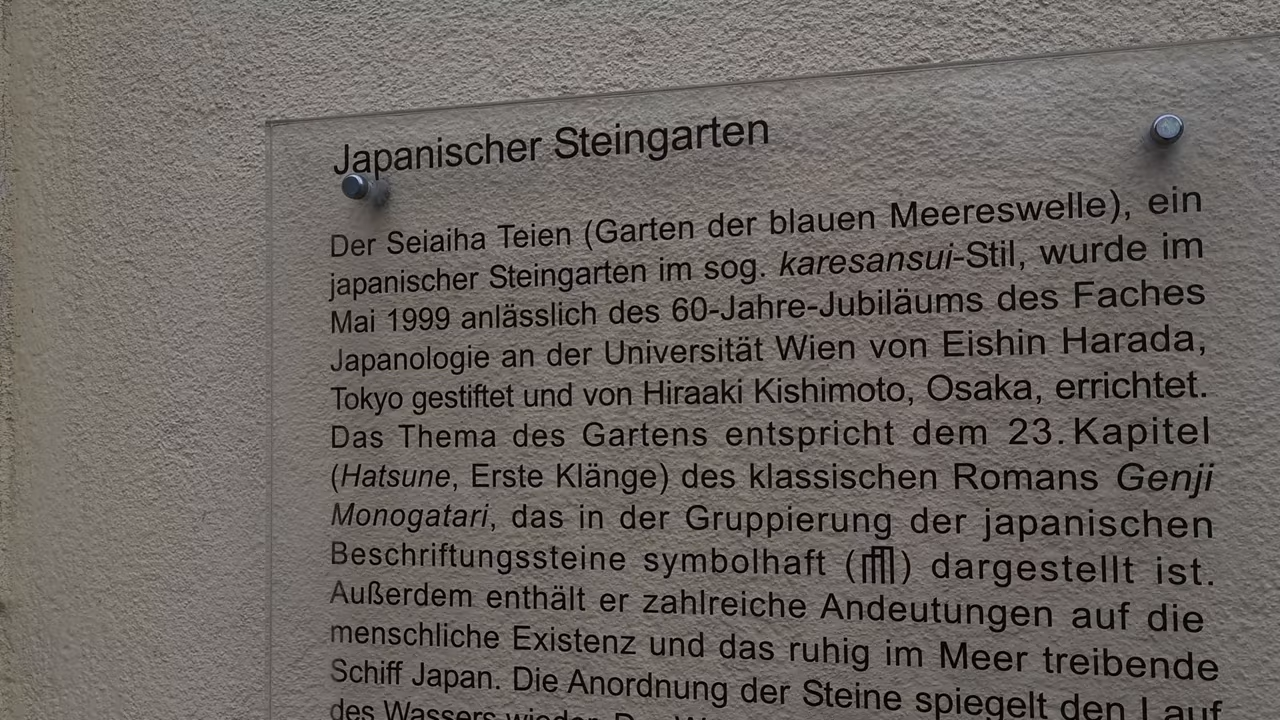 Japanischer Steingarten
Der Seiaiha Teien (Garten der blauen Meereswelle), ein
japanischer Steingarten im sog. karesansui-Stil, wurde im
Mai 1999 anlässlich des 60-Jahre-Jubiläums des Faches
Japanologie an der Universität Wien von Eishin Harada,
Tokyo gestiftet und von Hiraaki Kishimoto, Osaka, errichtet.
Das Thema des Gartens entspricht dem 23. Kapitel
(Hatsune, Erste Klänge) des klassischen Romans Genji
Monogatari, das in der Gruppierung der japanischen
Beschriftungssteine symbolhaft () dargestellt ist.
Außerdem enthält er zahlreiche Andeutungen auf die
menschliche Existenz und das ruhig im Meer treibende
Schiff Japan. Die Anordnung der Steine spiegelt den Lauf
des Wassers wieder.